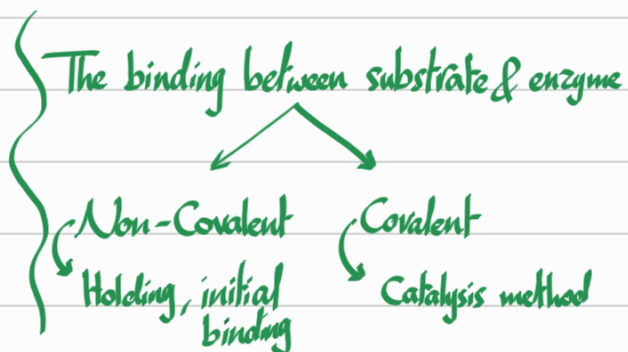 The binding between substrate & enzyme
Non-Covalent
Covalent
Holding, initial
binding
Catalysis method